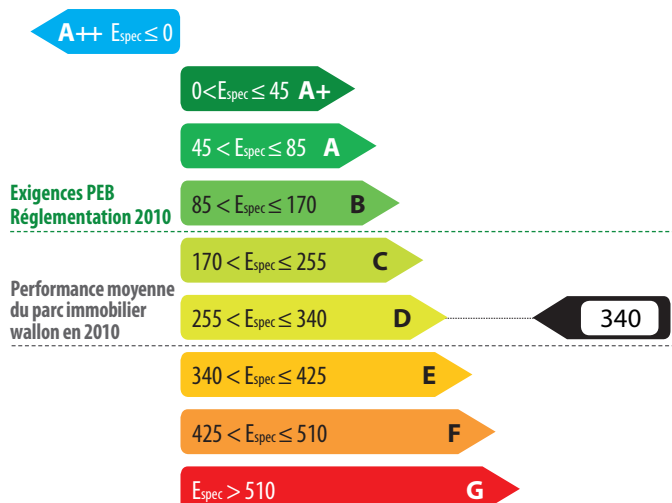 A++ Espec ≤ 0
0<Espec ≤ 45 A+
45 < Espec ≤ 85 A
Exigences PEB
Réglementation 2010
85 < Espec ≤ 170 B
170 < Espec ≤ 255 C
Performance moyenne
du parc immobilier
wallon en 2010
255 < Espec ≤ 340 D
340
340 < Espec ≤ 425 E
425 < Espec ≤ 510 F
Espec > 510 G